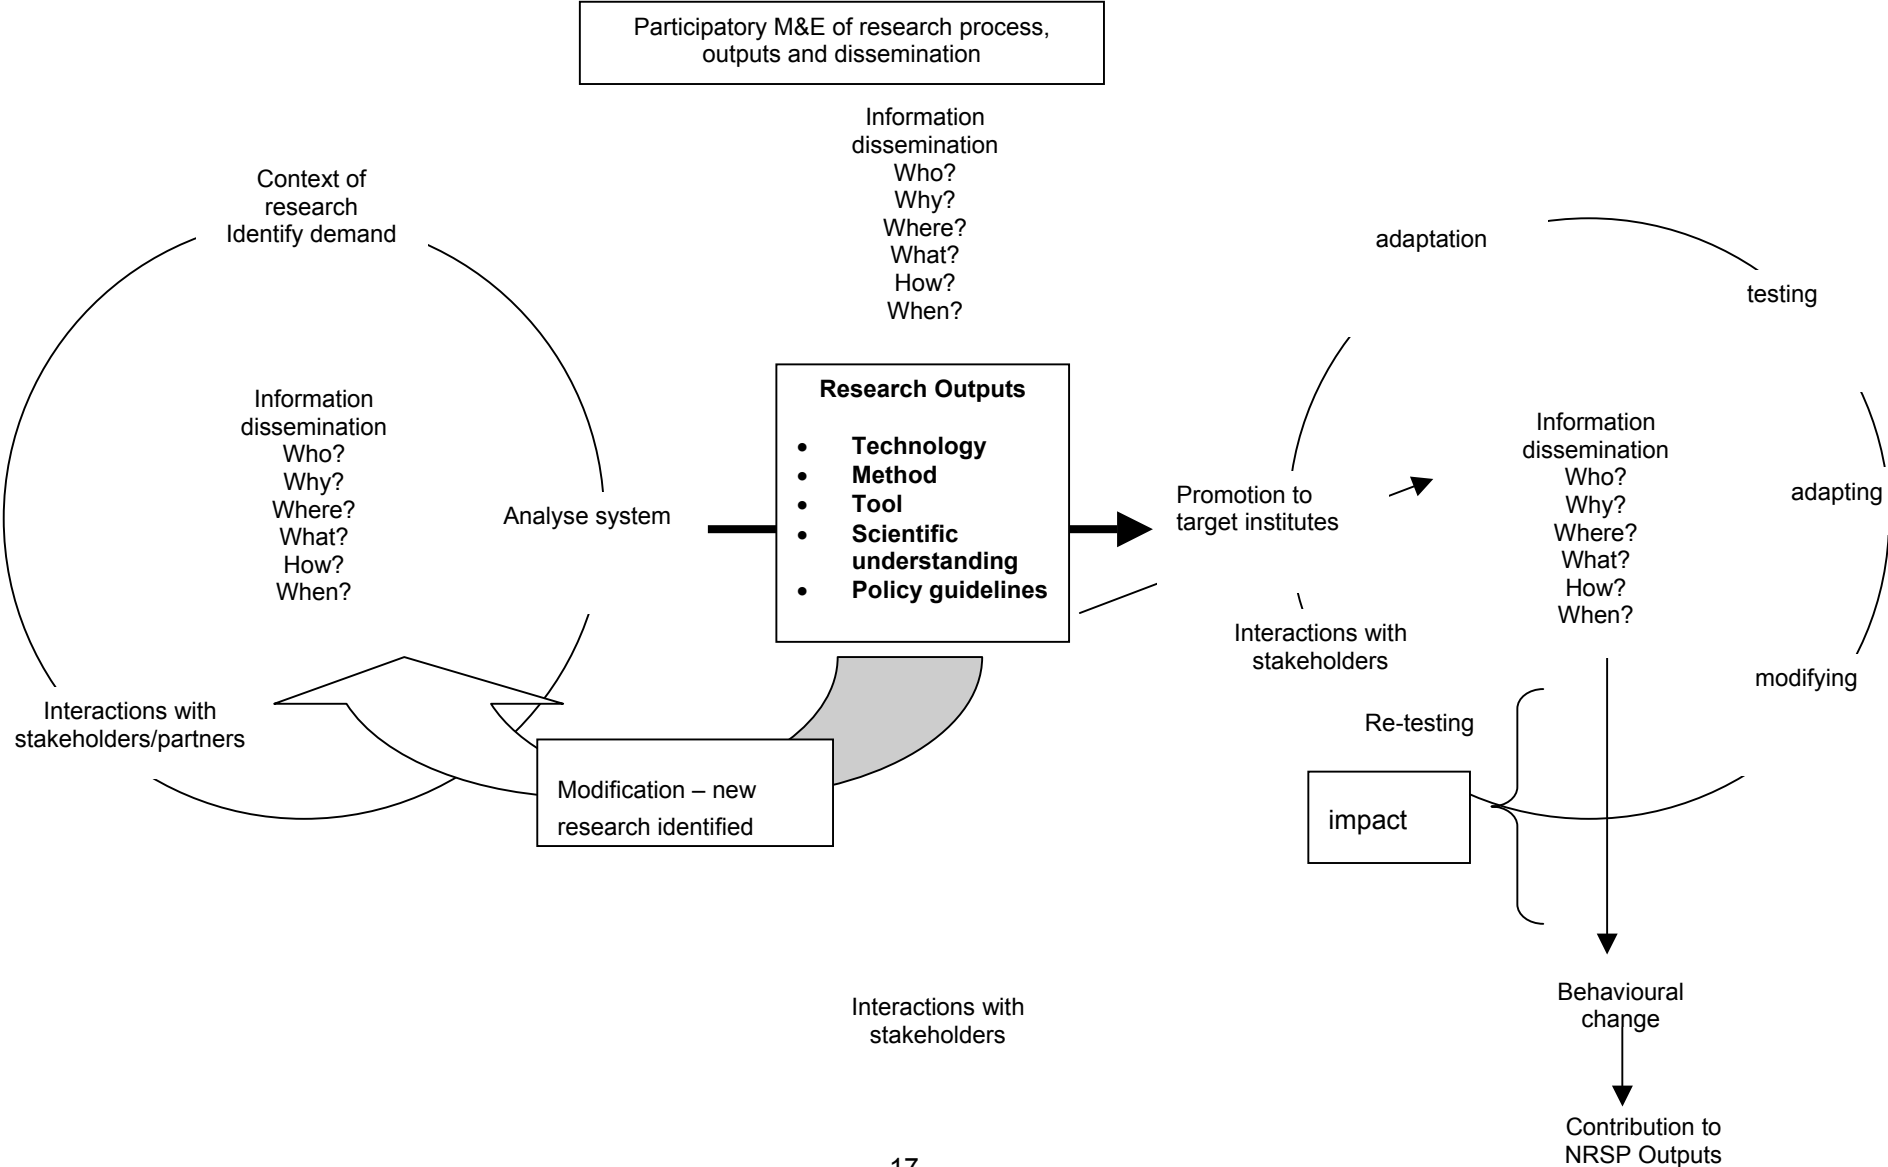 Participatory M&E of research process,
outputs and dissemination
Information
dissemination
Who?
Why?
Where?
What?
How?
When?
Context of
research
Identify demand
Information
dissemination
Who?
Why?
Where?
What?
How?
When?
Analyse system
Interactions with
stakeholders/partners
Research Outputs
• Technology
• Method
• Tool
• Scientific
understanding
• Policy guidelines
Modification – new
research identified
Promotion to
target institutes
adaptation
testing
adapting
modifying
Information
dissemination
Who?
Why?
Where?
What?
How?
When?
Interactions with
stakeholders
Re-testing
impact
Interactions with
stakeholders
Behavioural
change
Contribution to
NRSP Outputs
17